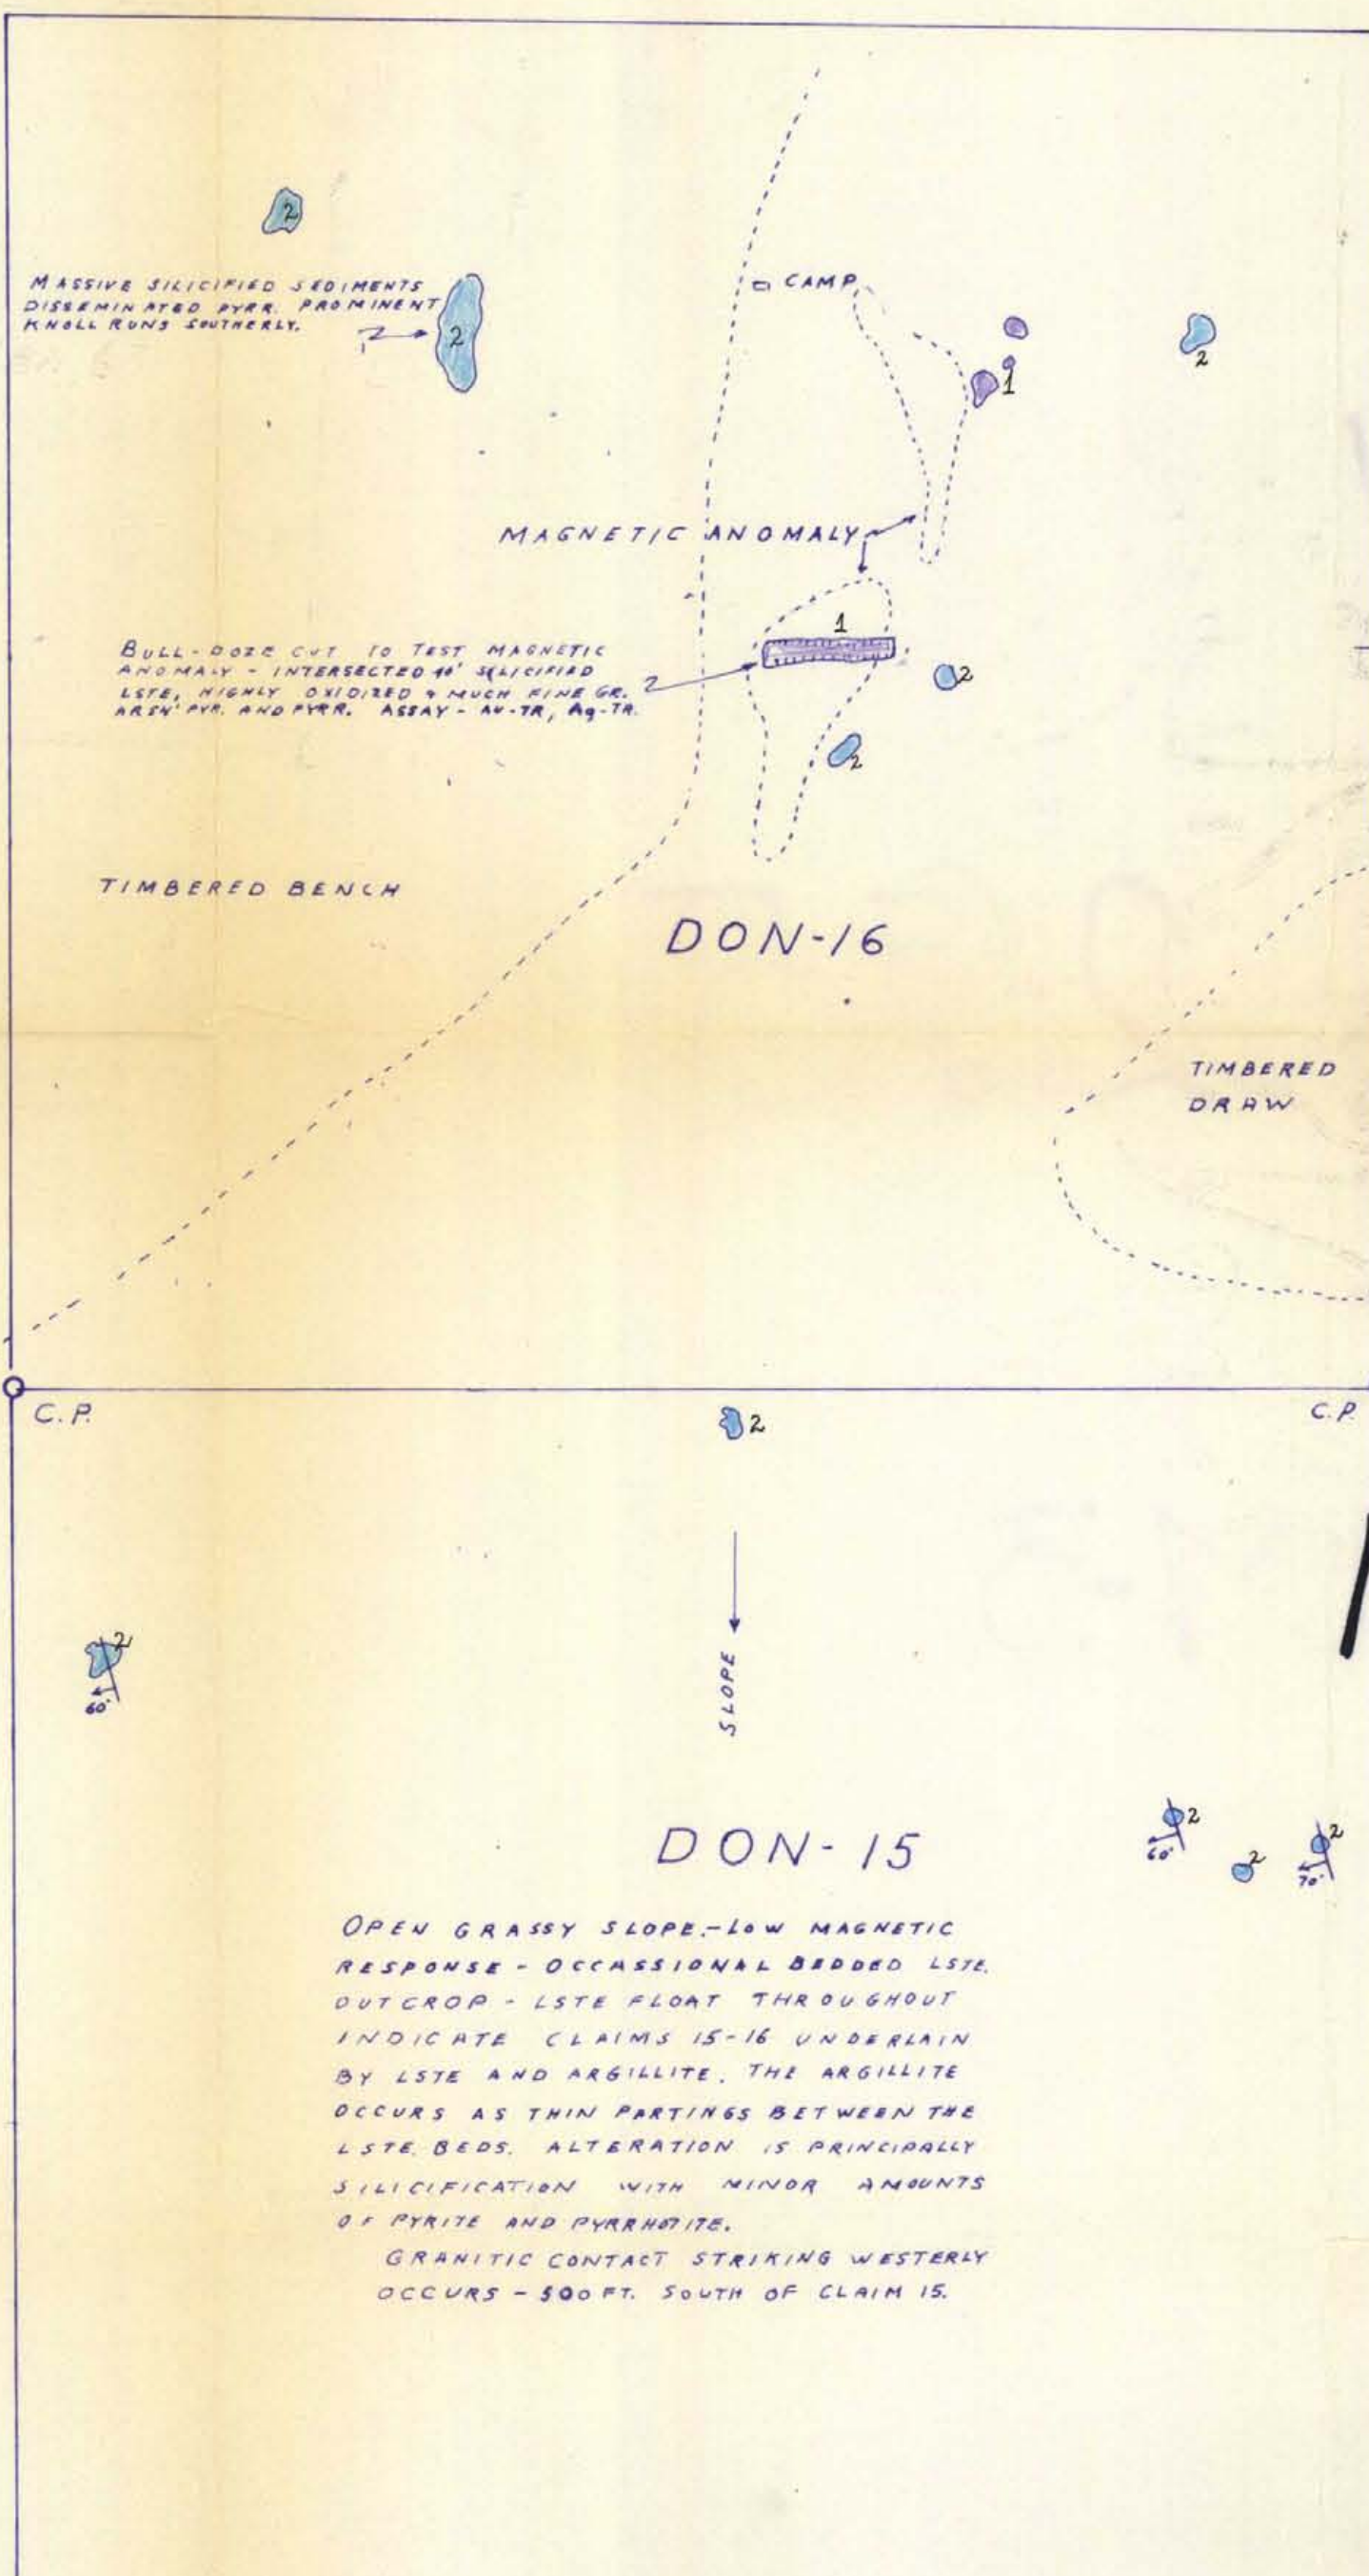 2
MASSIVE SILICIFIED SEDIMENTS
DISSEMINATED PYRR. PROMINENT
KNOLL RUNS SOUTHERLY.
2
CAMP
1
2
MAGNETIC ANOMALY
1
BULL-DOZE CUT TO TEST MAGNETIC
ANOMALY - INTERSECTED 40' SILICIFIED
LSTE, HIGHLY OXIDIZED & MUCH FINE GR.
ARSN' PYR. AND PYRR. ASSAY - AU-TR, Ag-TR.
2
2
TIMBERED BENCH
DON-16
TIMBERED
DRAW
C.P.
C.P.
2
2
60°
SLOPE
DON-15
2
60°
2
2
70°
OPEN GRASSY SLOPE.-LOW MAGNETIC
RESPONSE - OCCASSIONAL BEDDED LSTE.
OUTCROP - LSTE FLOAT THROUGHOUT
INDICATE CLAIMS 15-16 UNDERLAIN
BY LSTE AND ARGILLITE. THE ARGILLITE
OCCURS AS THIN PARTINGS BETWEEN THE
LSTE. BEDS. ALTERATION IS PRINCIPALLY
SILICIFICATION WITH MINOR AMOUNTS
OF PYRITE AND PYRRHOTITE.
GRANITIC CONTACT STRIKING WESTERLY
OCCURS - 500 FT. SOUTH OF CLAIM 15.